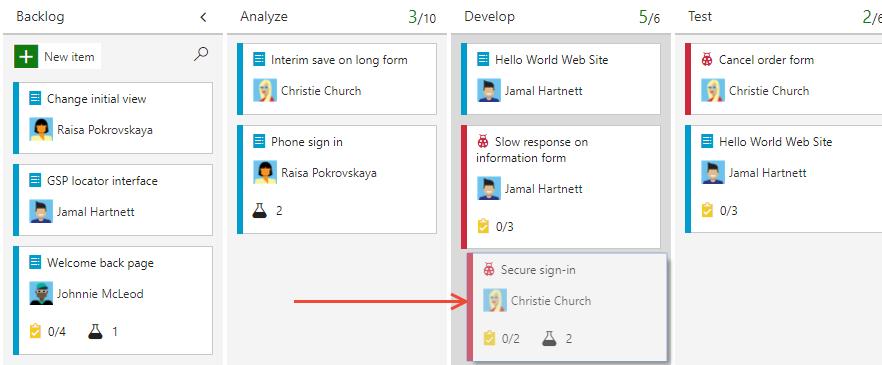 Backlog
New item
Change initial view
Raisa Pokrovskaya
GSP locator interface
Jamal Hartnett
Welcome back page
Johnnie McLeod
0/4 1
Analyze 3/10
Interim save on long form
Christie Church
Phone sign in
Raisa Pokrovskaya
2
Develop 5/6
Hello World Web Site
Jamal Hartnett
Slow response on
information form
Jamal Hartnett
0/3
Secure sign-in
Christie Church
0/2 2
Test 2/6
Cancel order form
Christie Church
Hello World Web Site
Jamal Hartnett
0/3